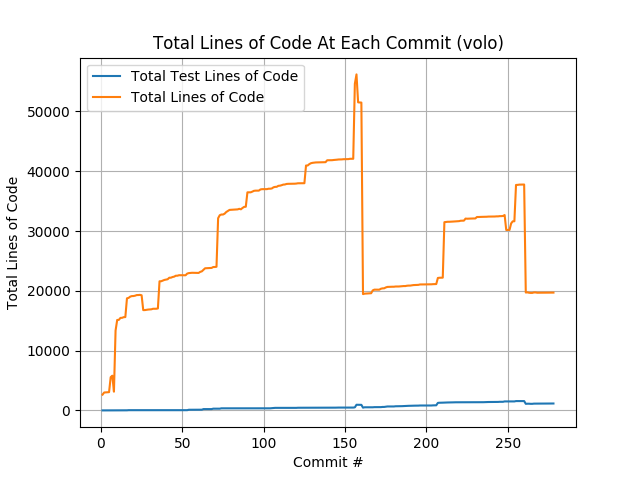 Total Lines of Code At Each Commit (volo)
Total Test Lines of Code
Total Lines of Code
Total Lines of Code
50000
40000
30000
20000
10000
0
0 50 100 150 200 250
Commit #